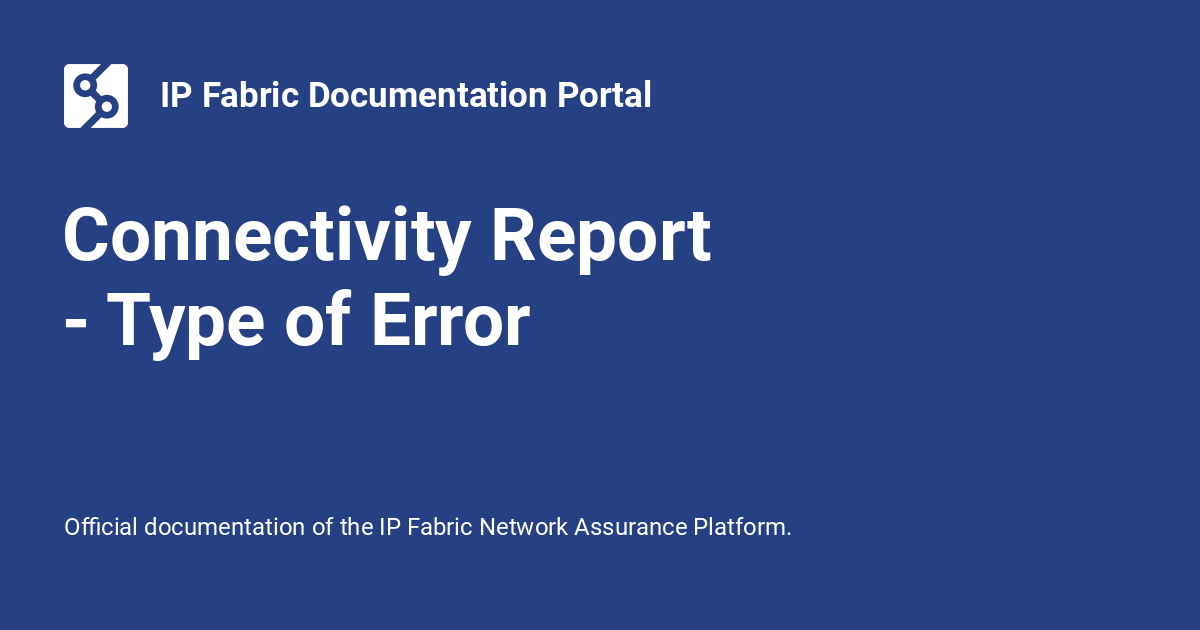 IP Fabric Documentation Portal
Connectivity Report
- Type of Error
Official documentation of the IP Fabric Network Assurance Platform.